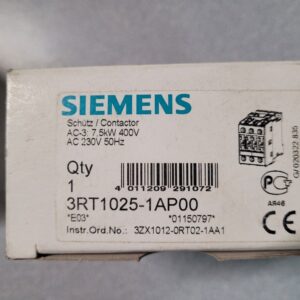 SIEMENS
Schütz / Contactor
AC-3: 7,5kW 400V
AC 230V 50Hz
Qty
1
4 011209 291072
3RT1025-1AP00
*E03*
*01150797*
Instr.Ord.No.: 3ZX1012-0RT02-1AA1
АЯ46